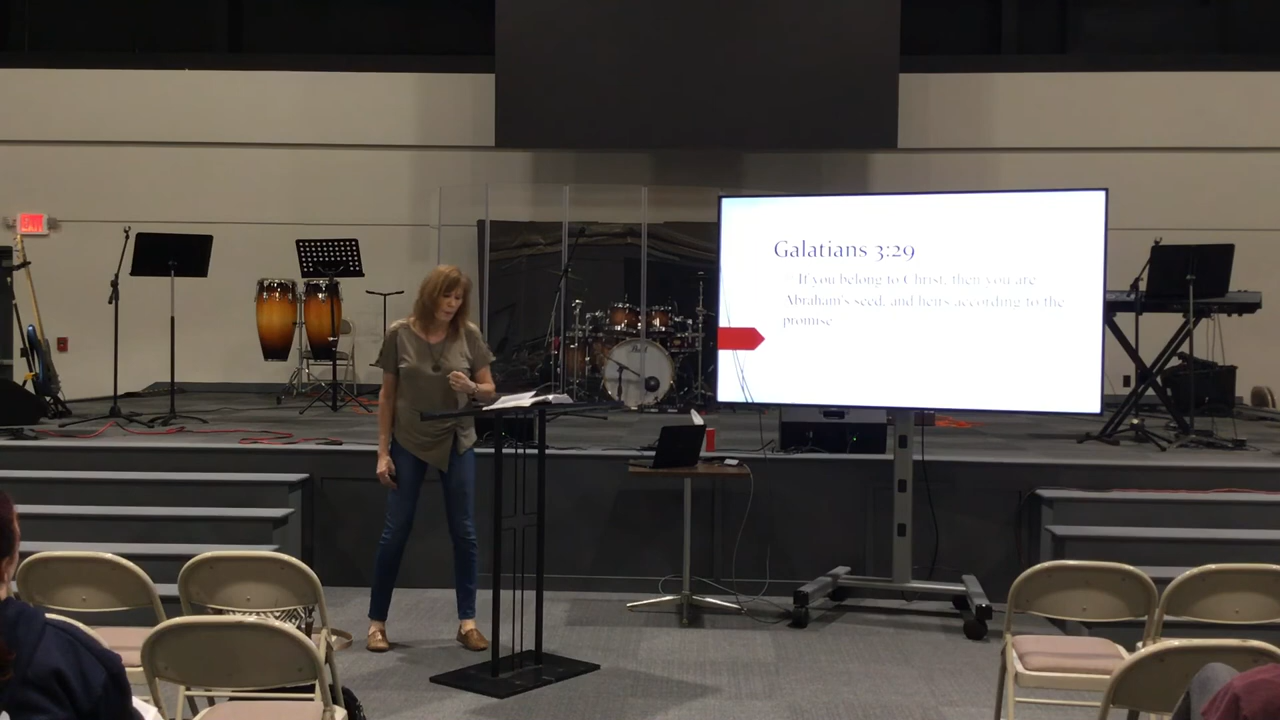 EXIT
Galatians 3:29
If you belong to Christ, then you are
Abraham's seed, and heirs according to the
promise
Pearl